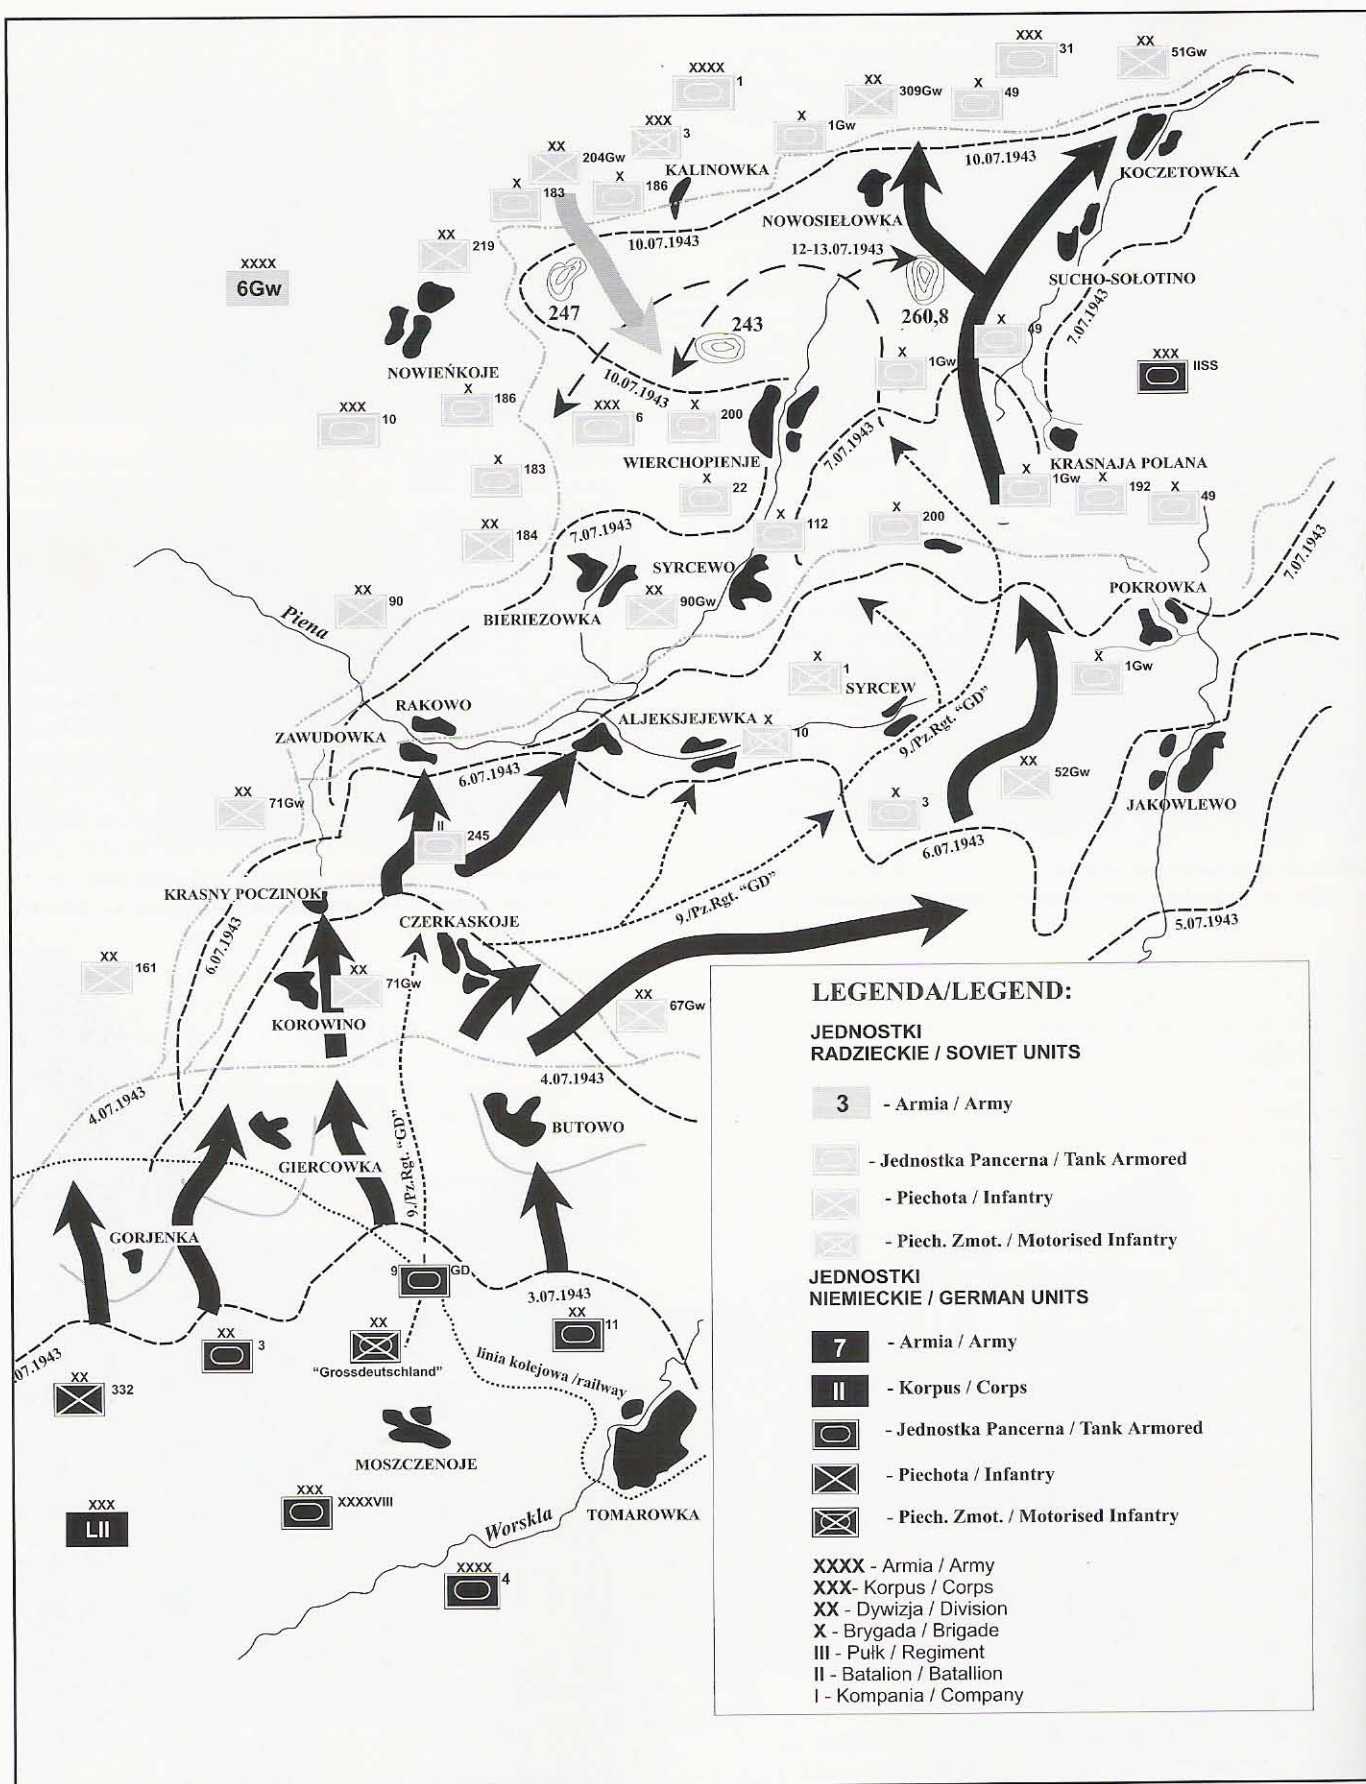 XXX
31
XX
51Gw
XXXX
1
XX
309Gw
X
49
XXX
3
X
1Gw
10.07.1943
KOCZETOWKA
XX
204Gw
X
183
X
186
KALINOWKA
NOWOSIEŁOWKA
10.07.1943
12-13.07.1943
SUCHO-SOŁOTINO
XX
219
XXXX
6Gw
247
243
260,8
7.07.1943
49
XXX
IISS
NOWIEŃKOJE
10.07.1943
X
1Gw
X
186
XXX
10
XXX
6
X
200
7.07.1943
WIERCHOPIENJE
KRASNAJA POLANA
X
183
X
22
X
1Gw
X
192
X
49
7.07.1943
XX
184
X
112
X
200
7.07.1943
SYRCEWO
POKROWKA
XX
90
BIERIEZOWKA
XX
90Gw
Piena
X
1
SYRCEW
X
1Gw
RAKOWO
ZAWUDOWKA
ALJEKSJEJEWKA
X
10
9./Pz.Rgt. "GD"
6.07.1943
XX
52Gw
JAKOWLEWO
XX
71Gw
X
3
II
245
6.07.1943
KRASNY POCZINOK
CZERKASKOJE
9./Pz.Rgt. "GD"
5.07.1943
6.07.1943
XX
161
XX
71Gw
KOROWINO
XX
67Gw
4.07.1943
4.07.1943
BUTOWO
GIERCOWKA
9./Pz.Rgt. "GD"
GORJENKA
9
GD
3.07.1943
XX
3
XX
"Grossdeutschland"
XX
11
linia kolejowa /railway
07.1943
XX
332
MOSZCZENOJE
XXX
XXXXVIII
TOMAROWKA
XXX
LII
Worskla
XXXX
4
LEGENDA/LEGEND:
JEDNOSTKI
RADZIECKIE / SOVIET UNITS
3 - Armia / Army
- Jednostka Pancerna / Tank Armored
- Piechota / Infantry
- Piech. Zmot. / Motorised Infantry
JEDNOSTKI
NIEMIECKIE / GERMAN UNITS
7 - Armia / Army
II - Korpus / Corps
- Jednostka Pancerna / Tank Armored
- Piechota / Infantry
- Piech. Zmot. / Motorised Infantry
XXXX - Armia / Army
XXX- Korpus / Corps
XX - Dywizja / Division
X - Brygada / Brigade
III - Pułk / Regiment
II - Batalion / Batallion
I - Kompania / Company